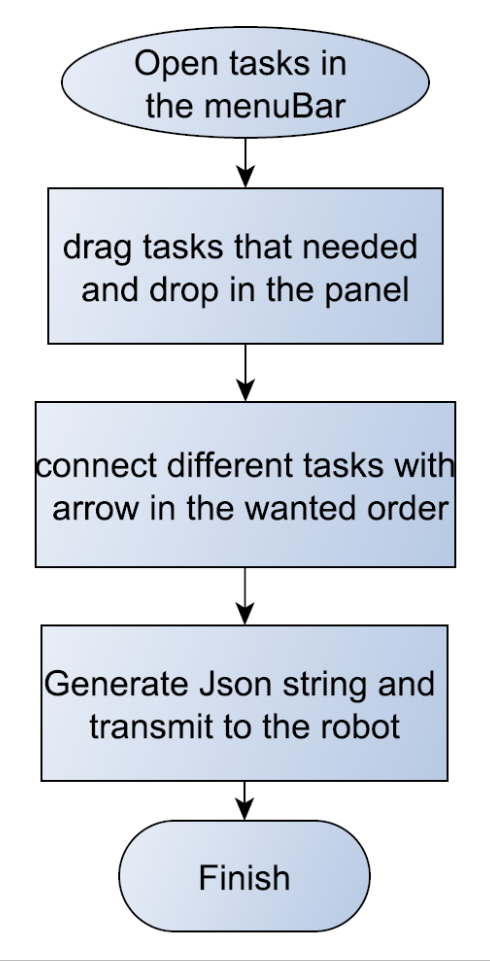 Open tasks in
the menuBar
drag tasks that needed
and drop in the panel
connect different tasks with
arrow in the wanted order
Generate Json string and
transmit to the robot
Finish